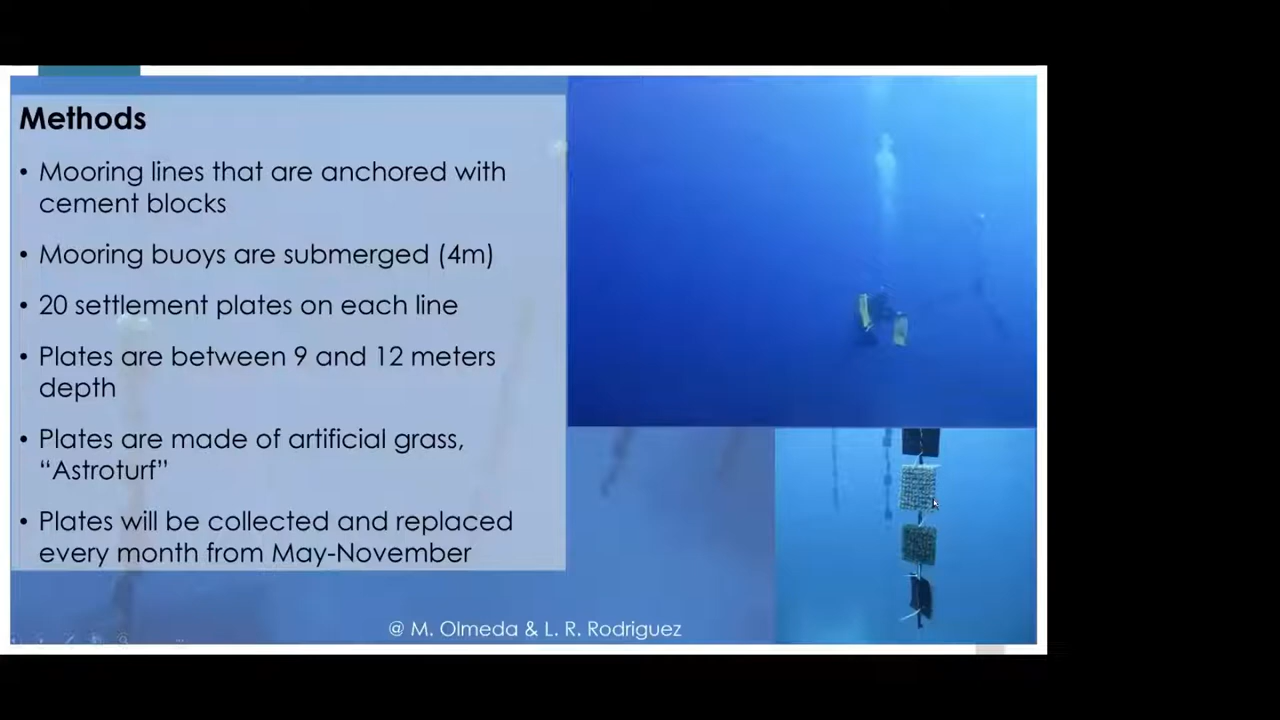 Methods
• Mooring lines that are anchored with
cement blocks
• Mooring buoys are submerged (4m)
• 20 settlement plates on each line
• Plates are between 9 and 12 meters
depth
• Plates are made of artificial grass,
“Astroturf”
• Plates will be collected and replaced
every month from May-November
@ M. Olmeda & L. R. Rodriguez